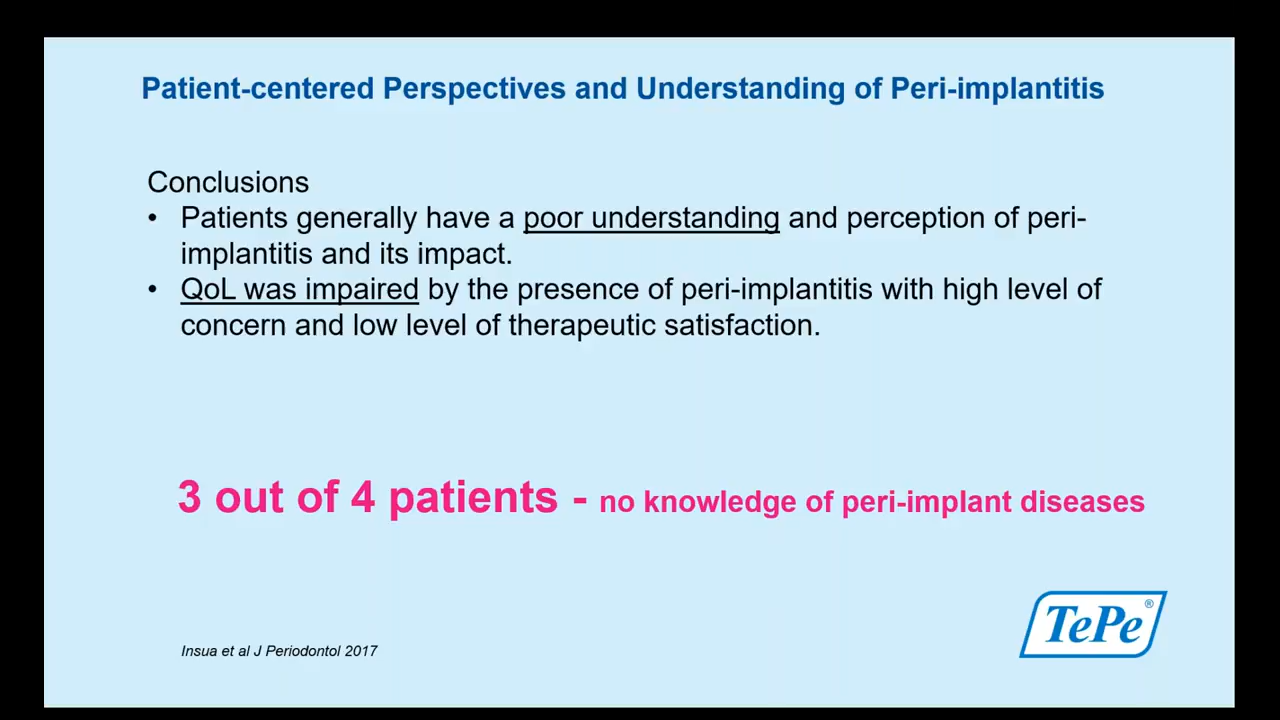 Patient-centered Perspectives and Understanding of Peri-implantitis
Conclusions
• Patients generally have a poor understanding and perception of peri-
implantitis and its impact.
• QoL was impaired by the presence of peri-implantitis with high level of
concern and low level of therapeutic satisfaction.
3 out of 4 patients - no knowledge of peri-implant diseases
TePe®
Insua et al J Periodontol 2017